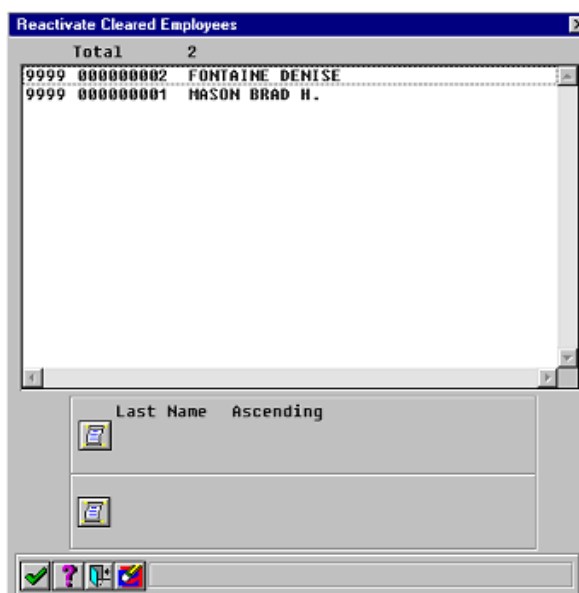 Reactivate Cleared Employees
Total 2
9999 000000002 FONTAINE DENISE
9999 000000001 MASON BRAD H.
Last Name Ascending